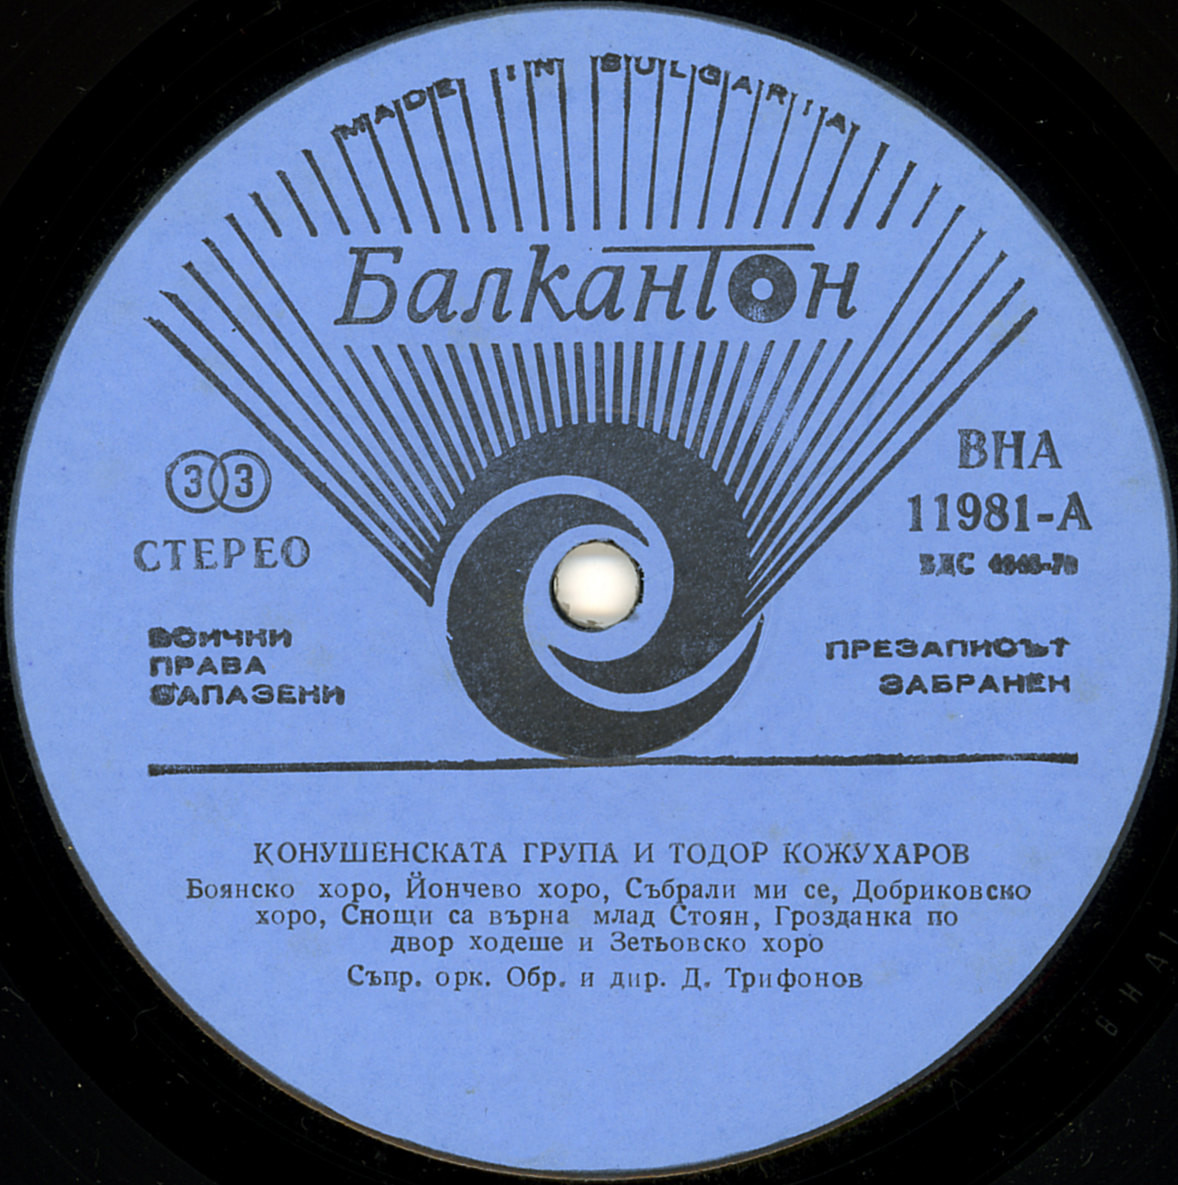 MADE IN BULGARIA
Балкантон
33
СТЕРЕО
ВНА
11981-А
ВСИЧКИ
ПРАВА
ЗАПАЗЕНИ
ПРЕЗАПИСЪТ
ЗАБРАНЕН
КОНУШЕНСКАТА ГРУПА И ТОДОР КОЖУХАРОВ
Боянско хоро, Йончево хоро, Събрали ми се, Добриковско
хоро, Снощи са върна млад Стоян, Грозданка по
двор ходеше и Зетьовско хоро
Съпр. орк. Обр. и дир. Д. Трифонов
ВНА